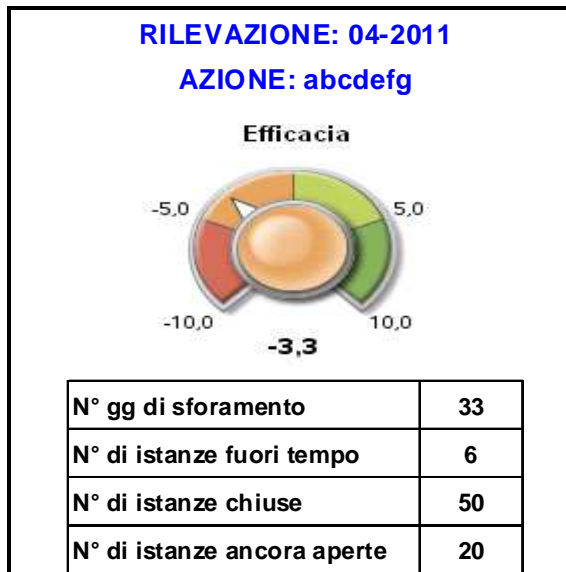 RILEVAZIONE: 04-2011
AZIONE: abcdefg
Efficacia
-5,0 5,0
-10,0 10,0
-3,3
N° gg di sforamento 33
N° di istanze fuori tempo 6
N° di istanze chiuse 50
N° di istanze ancora aperte 20